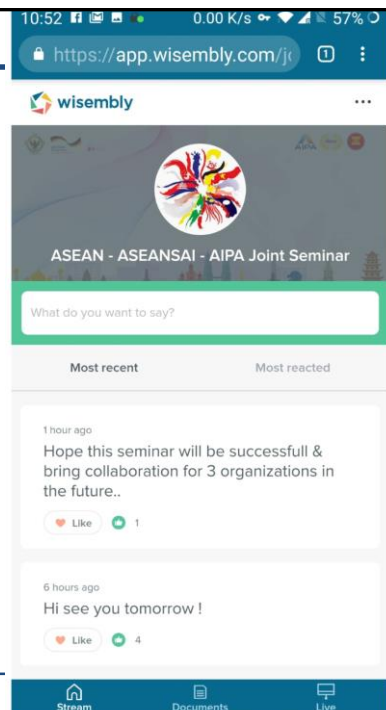 10:52 0.00 K/s 57%
https://app.wisembly.com/j 1
wisembly
ASEAN - ASEANSAI - AIPA Joint Seminar
What do you want to say?
Most recent Most reacted
1 hour ago
Hope this seminar will be successfull &
bring collaboration for 3 organizations in
the future..
Like 1
6 hours ago
Hi see you tomorrow !
Like 4
Stream Documents Live